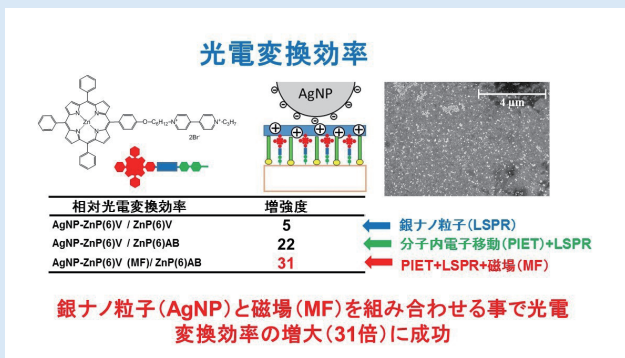 光電変換効率
AgNP
4 μm
Zn
O-C₆H₁₂-N⁺
N⁺-C₃H₇
2Br⁻
相対光電変換効率 増強度
AgNP-ZnP(6)V / ZnP(6)V 5 銀ナノ粒子(LSPR)
AgNP-ZnP(6)V / ZnP(6)AB 22 分子内電子移動(PIET)+LSPR
AgNP-ZnP(6)V (MF)/ ZnP(6)AB 31 PIET+LSPR+磁場(MF)
銀ナノ粒子(AgNP)と磁場(MF)を組み合わせる事で光電
変換効率の増大(31倍)に成功